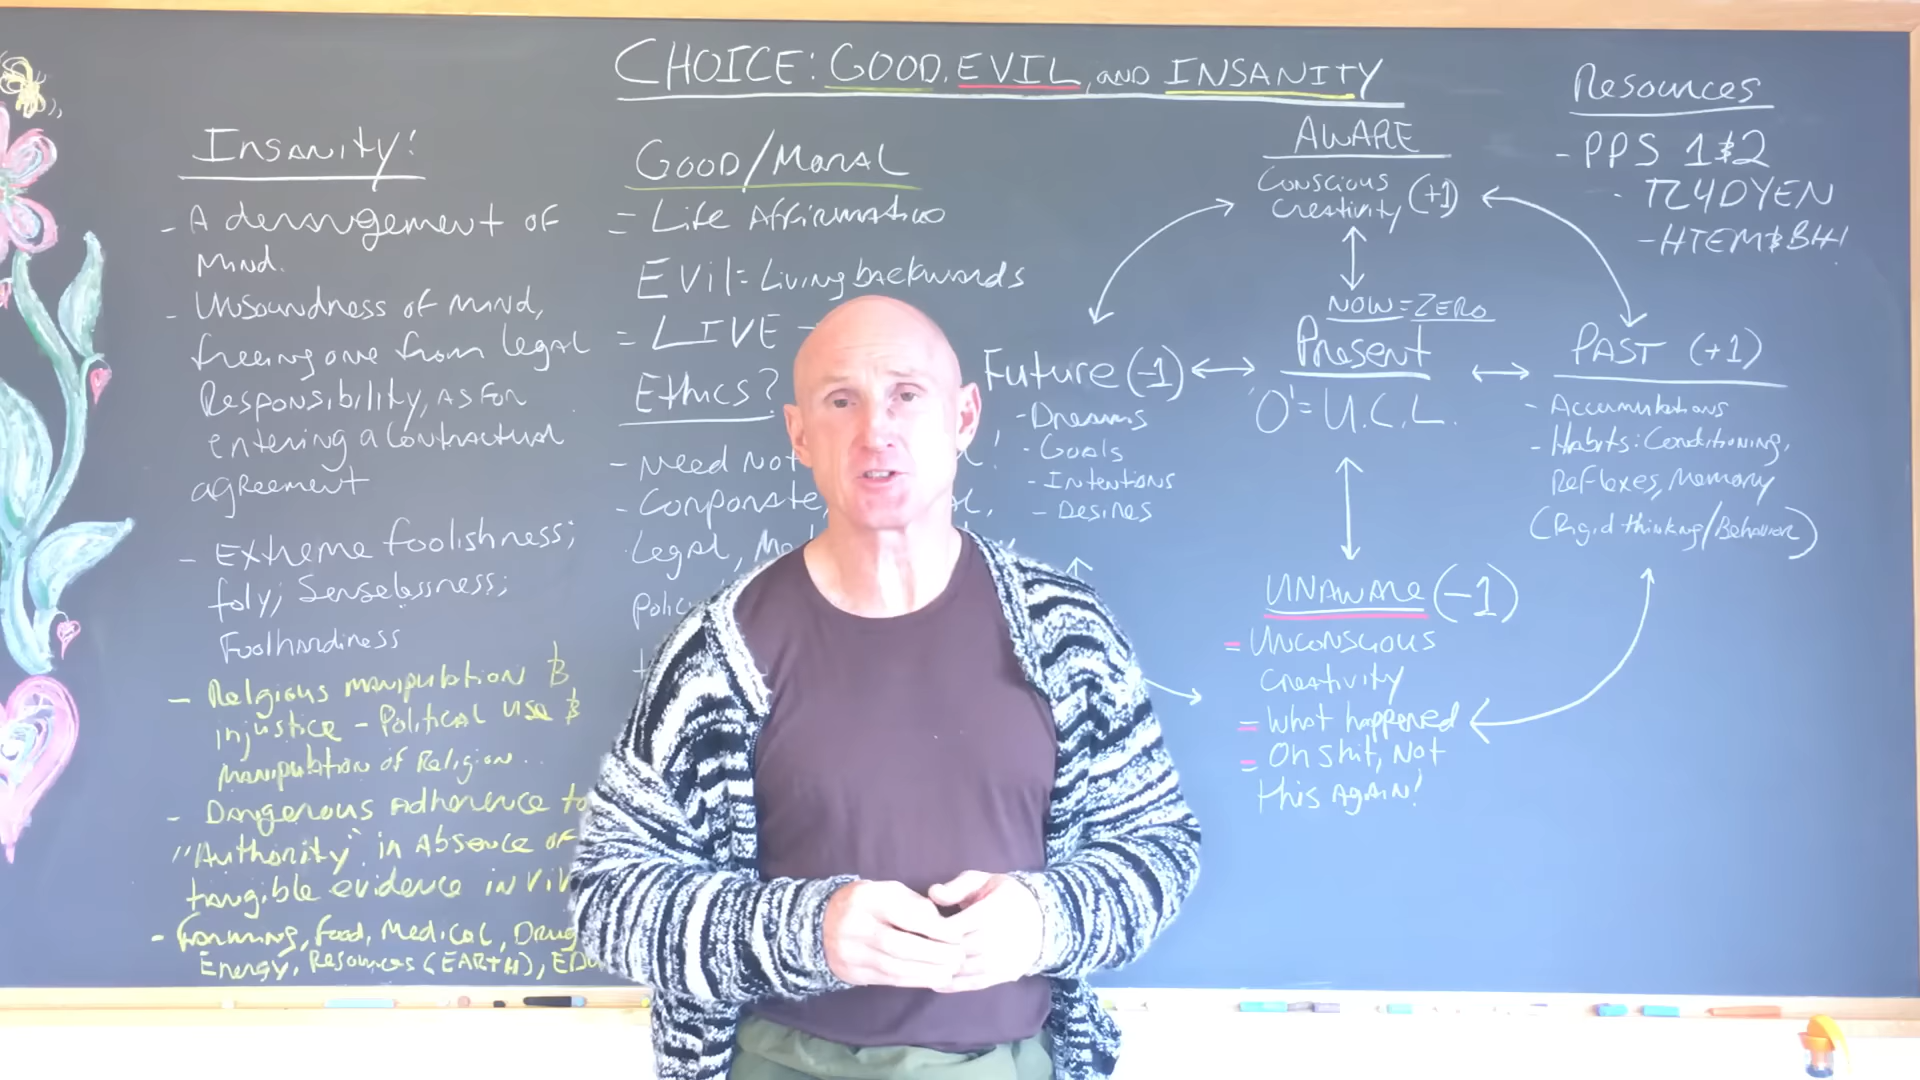 CHOICE: GOOD, EVIL, AND INSANITY
INSANITY!
- A derangement of
Mind.
- Unsoundness of mind,
freeing one from legal
Responsibility, as for
entering a contractual
agreement
- Extreme foolishness;
foly; Senselessness;
Foolhardiness
- Religious manipulation &
injustice - Political use &
manipulation of Religion..
- Dangerous Adherence to
"Authority" in Absence of
tangible evidence in
- Farming, Food, Medical, Drug
Energy, Resources (EARTH),
GOOD/MORAL
= Life Affirmative
Evil = Living backwards
= LIVE -
Ethics?
- Need Not
- Corporate,
Legal,
AWARE
Conscious
Creativity (+1)
NOW = ZERO
Present
'0' = U.C.L.
Future (-1)
- Dreams
- Goals
- Intentions
- Desires
PAST (+1)
- Accumulations
- Habits: Conditioning,
Reflexes, Memory
(Rigid thinking/Behavior)
UNAWARE (-1)
= Unconscious
Creativity
= What happened
= Oh shit, Not
this AGAIN!
Resources
- PPS 1 & 2
- TL4DYEN
- HTEM & BH!